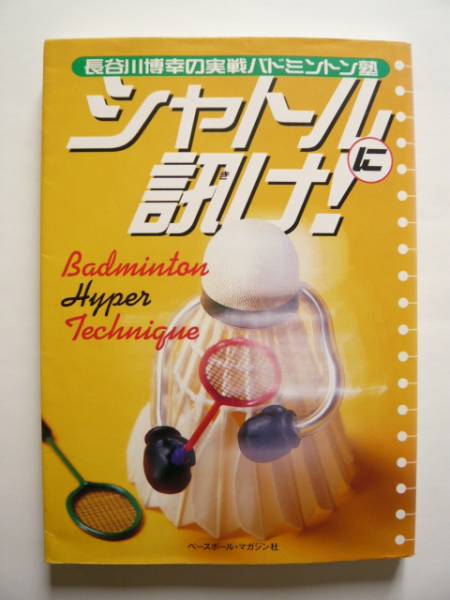 長谷川博幸の実戦バドミントン塾
シャトルに
訊け!
き
Badminton
Hyper
Technique
ベースボール・マガジン社